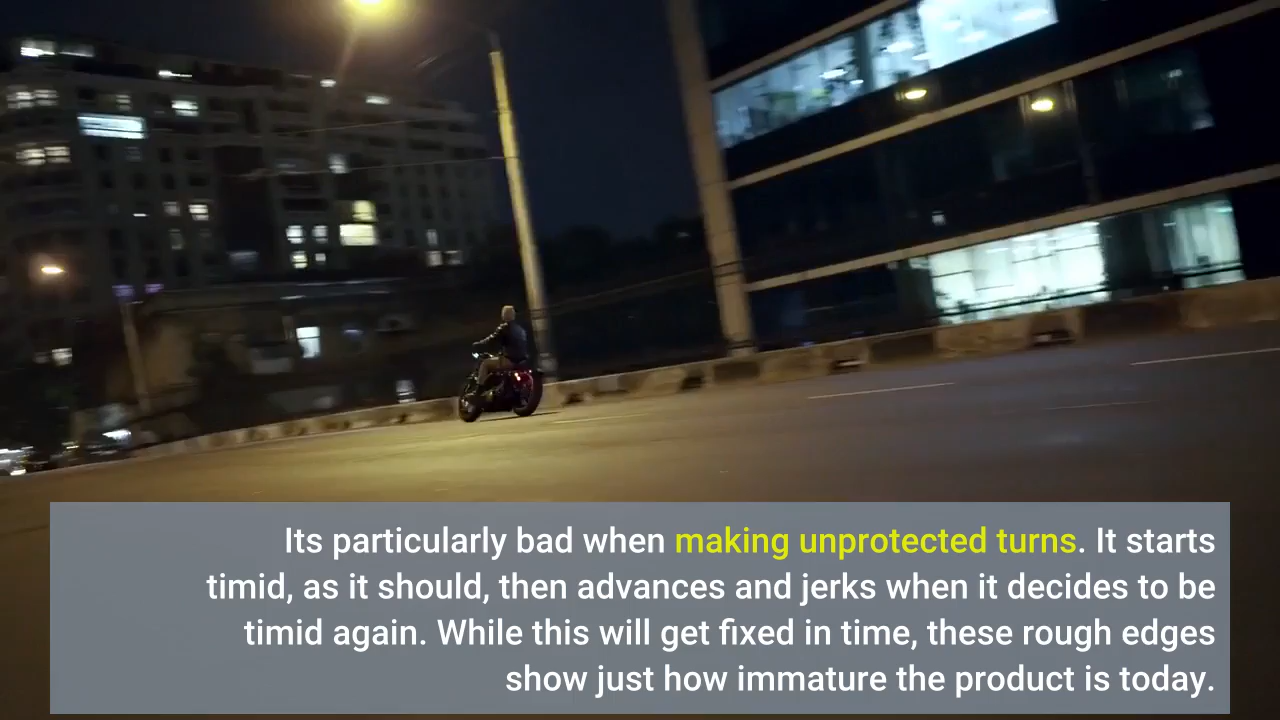 Its particularly bad when making unprotected turns. It starts
timid, as it should, then advances and jerks when it decides to be
timid again. While this will get fixed in time, these rough edges
show just how immature the product is today.